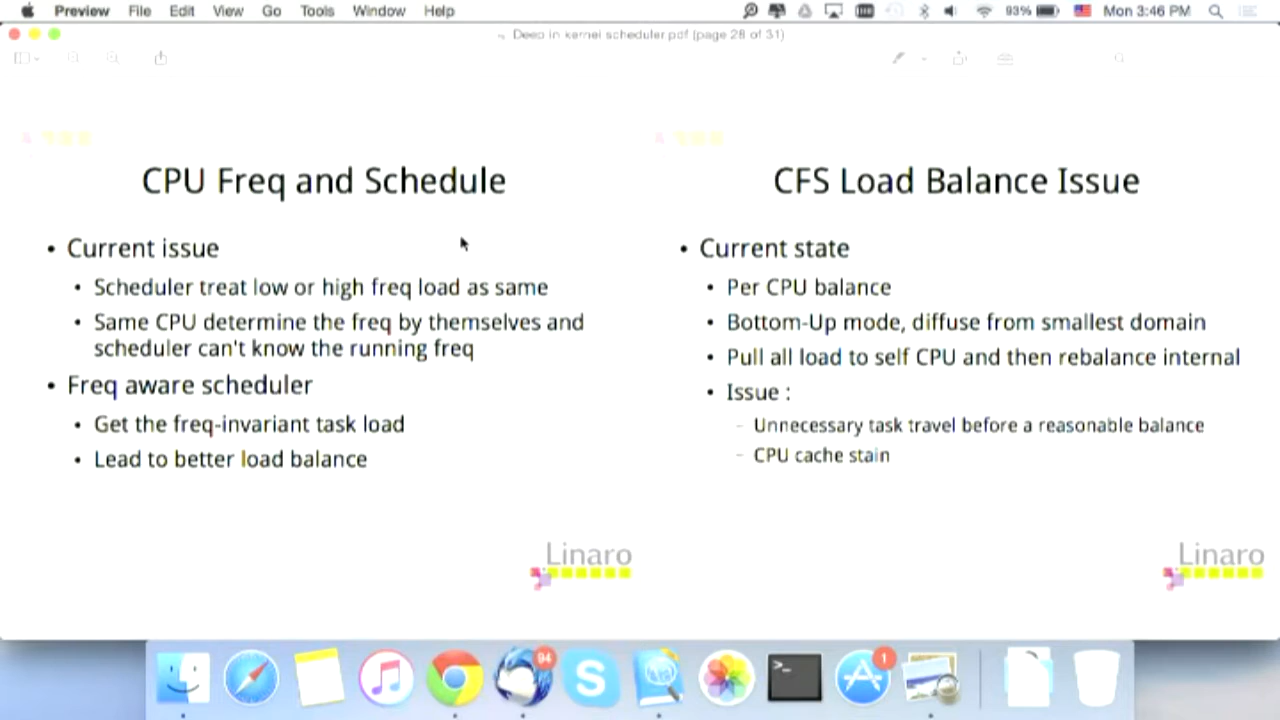 Preview File Edit View Go Tools Window Help 93% Mon 3:46 PM
Deep in kernel scheduler.pdf (page 28 of 31)
CPU Freq and Schedule
• Current issue
• Scheduler treat low or high freq load as same
• Same CPU determine the freq by themselves and
scheduler can't know the running freq
• Freq aware scheduler
• Get the freq-invariant task load
• Lead to better load balance
Linaro
CFS Load Balance Issue
• Current state
• Per CPU balance
• Bottom-Up mode, diffuse from smallest domain
• Pull all load to self CPU and then rebalance internal
• Issue :
– Unnecessary task travel before a reasonable balance
– CPU cache stain
Linaro
94
S
>_
1